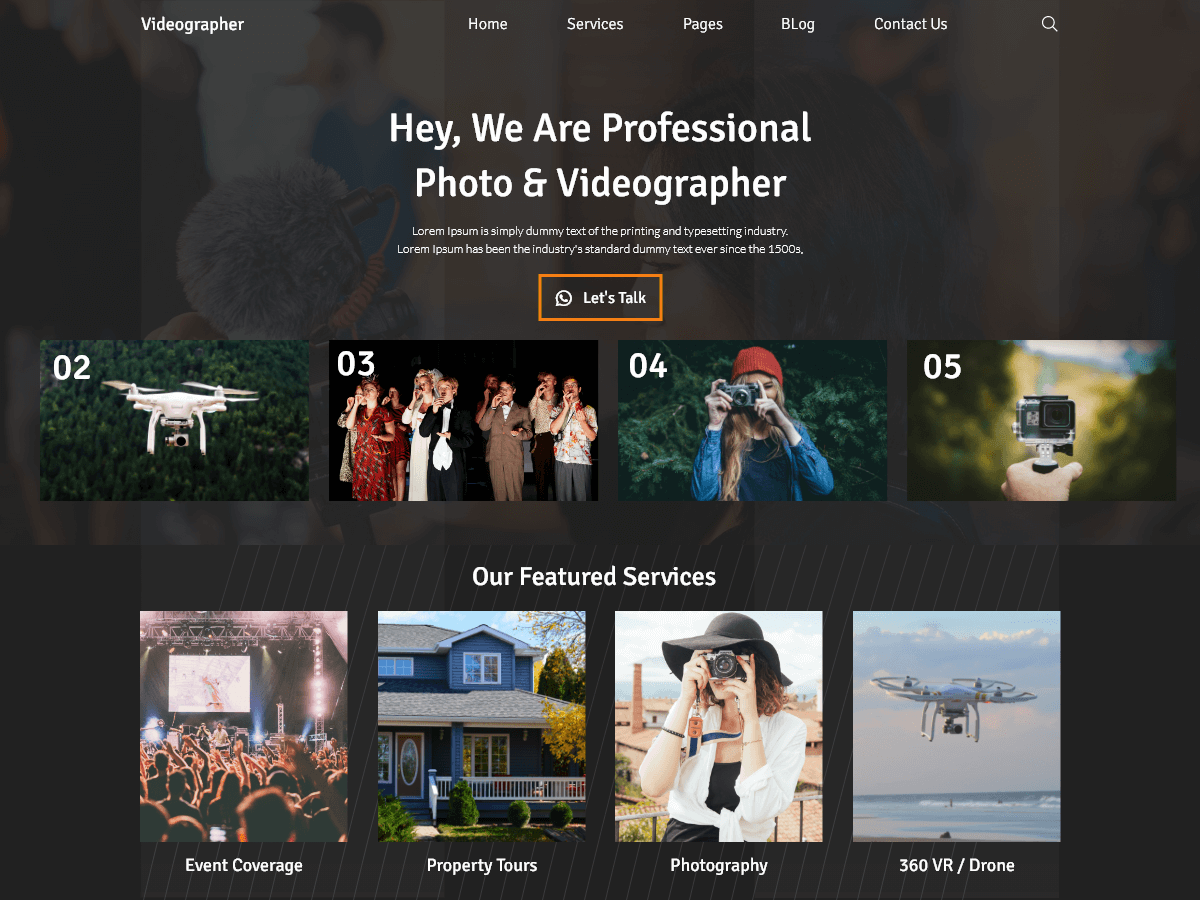 Videographer
Home
Services
Pages
BLog
Contact Us
Hey, We Are Professional
Photo & Videographer
Lorem Ipsum is simply dummy text of the printing and typesetting industry.
Lorem Ipsum has been the industry's standard dummy text ever since the 1500s,
Let's Talk
02
03
04
05
Our Featured Services
Event Coverage
Property Tours
Photography
360 VR / Drone